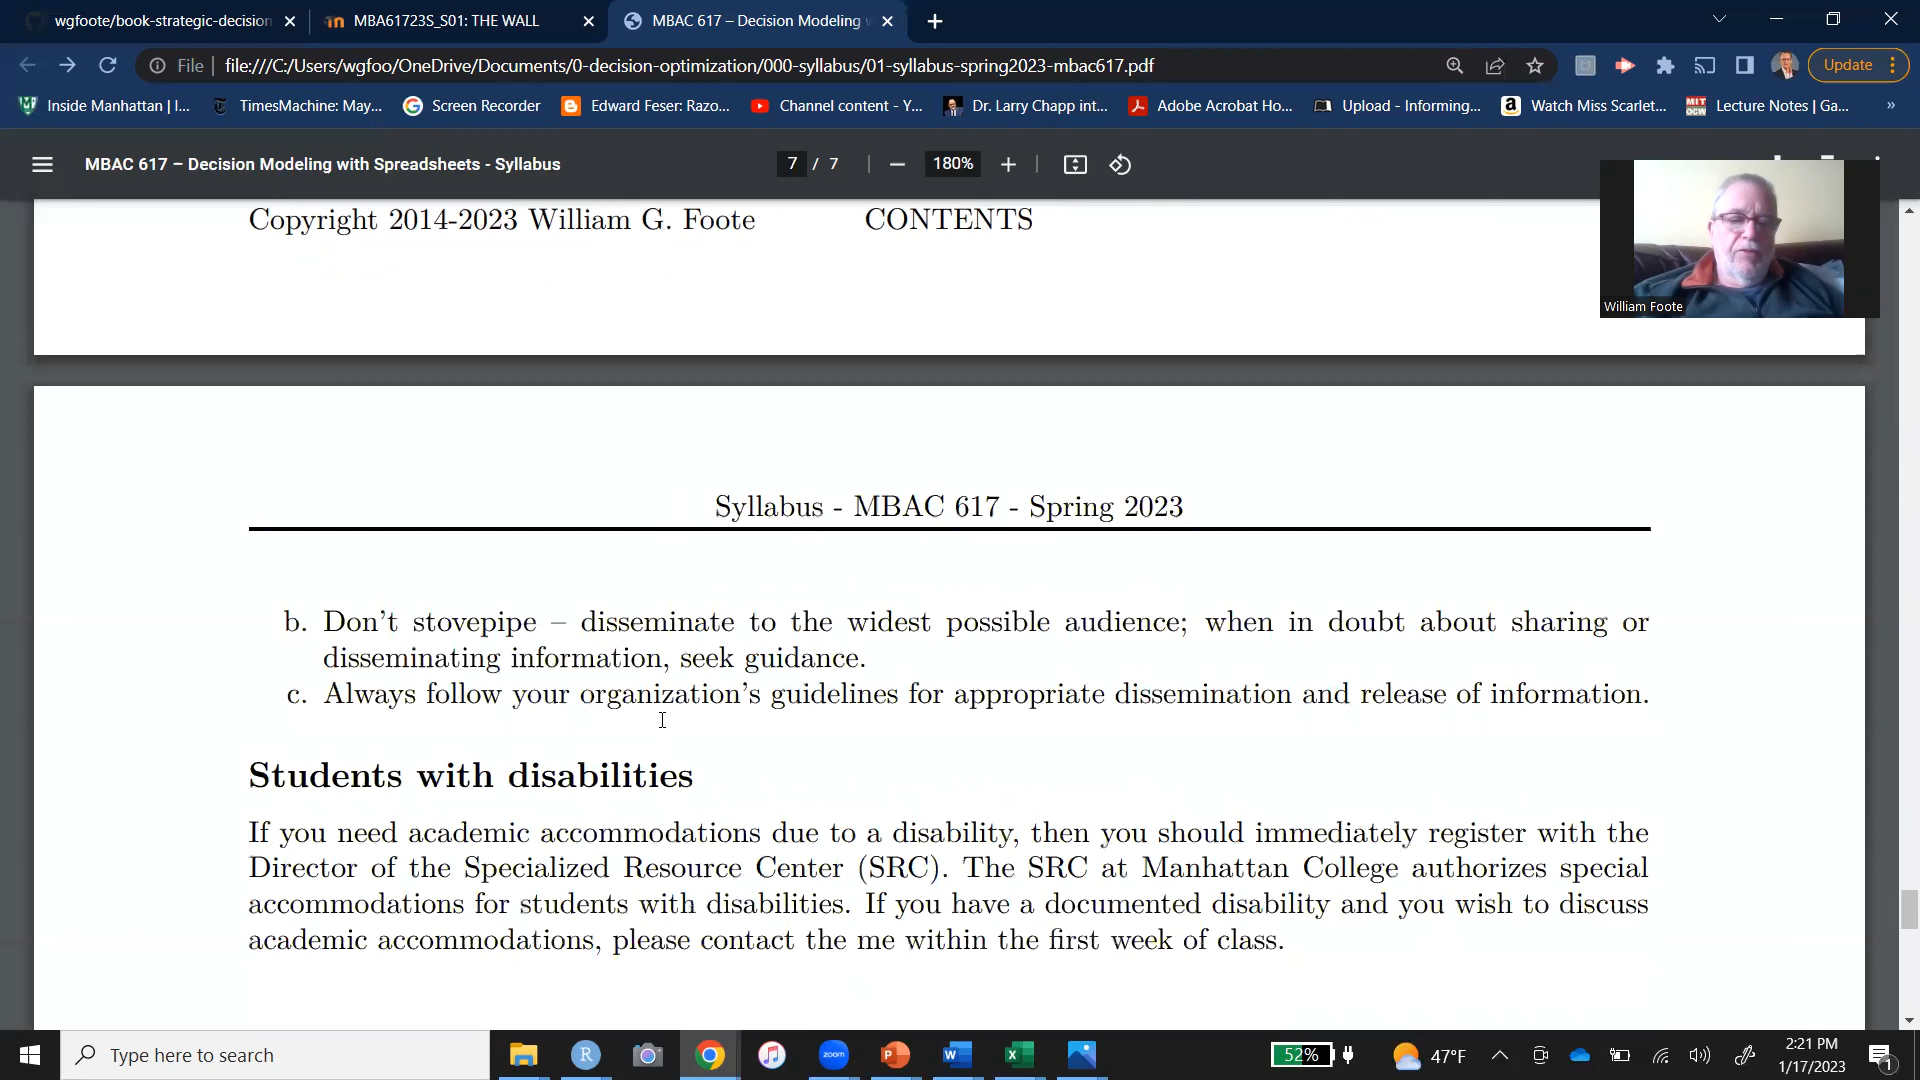 wgfoote/book-strategic-decision
MBA61723S_S01: THE WALL
MBAC 617 – Decision Modeling w
File
file:///C:/Users/wgfoo/OneDrive/Documents/0-decision-optimization/000-syllabus/01-syllabus-spring2023-mbac617.pdf
Update
Inside Manhattan | I...
TimesMachine: May...
Screen Recorder
Edward Feser: Razo...
Channel content - Y...
Dr. Larry Chapp int...
Adobe Acrobat Ho...
Upload - Informing...
Watch Miss Scarlet...
Lecture Notes | Ga...
MBAC 617 – Decision Modeling with Spreadsheets - Syllabus
7 / 7
180%
Copyright 2014-2023 William G. Foote CONTENTS
William Foote
Syllabus - MBAC 617 - Spring 2023
b. Don't stovepipe – disseminate to the widest possible audience; when in doubt about sharing or
disseminating information, seek guidance.
c. Always follow your organization's guidelines for appropriate dissemination and release of information.
Students with disabilities
If you need academic accommodations due to a disability, then you should immediately register with the
Director of the Specialized Resource Center (SRC). The SRC at Manhattan College authorizes special
accommodations for students with disabilities. If you have a documented disability and you wish to discuss
academic accommodations, please contact the me within the first week of class.
Type here to search
zoom
52%
47°F
2:21 PM
1/17/2023
1